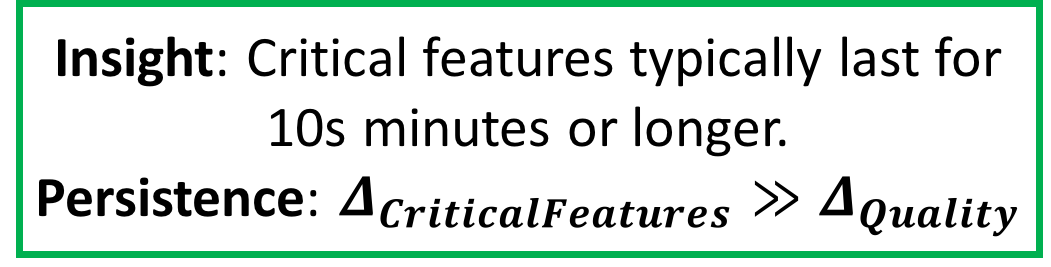 Insight: Critical features typically last for
10s minutes or longer.
Persistence: Δ_CriticalFeatures ≫ Δ_Quality